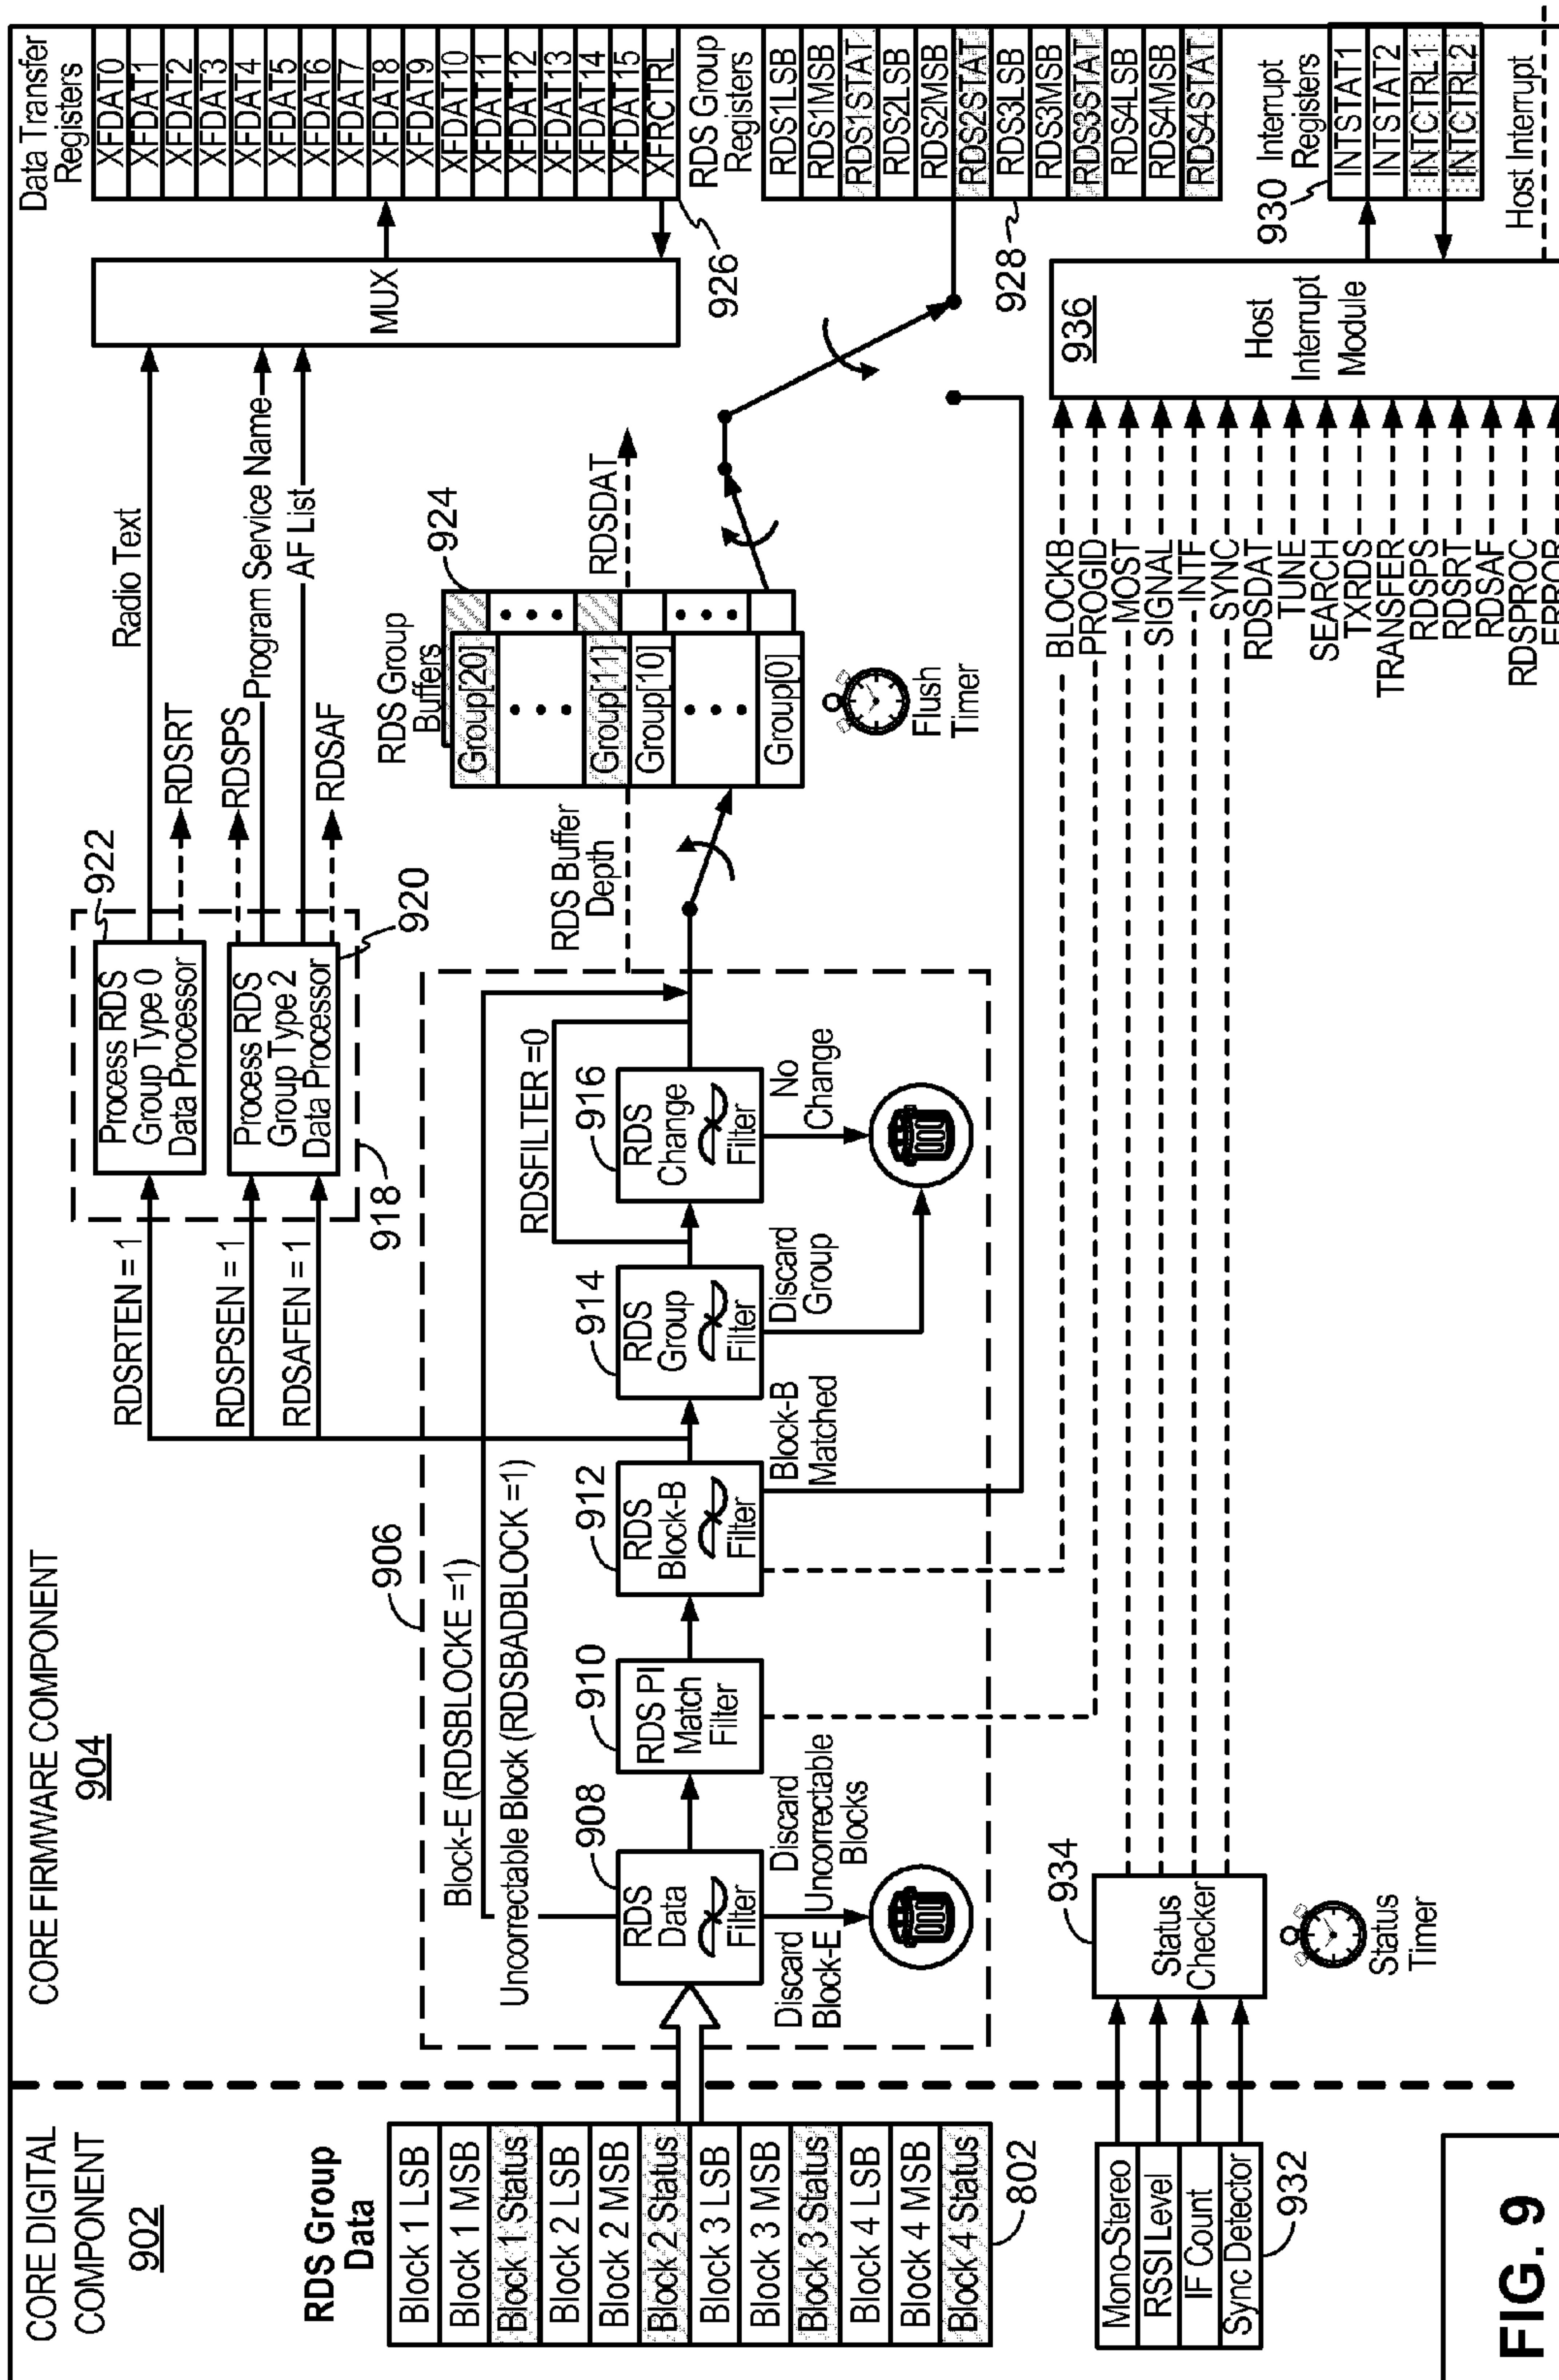 CORE DIGITAL
COMPONENT
902
RDS Group
Data
Block 1 LSB
Block 1 MSB
Block 1 Status
Block 2 LSB
Block 2 MSB
Block 2 Status
Block 3 LSB
Block 3 MSB
Block 3 Status
Block 4 LSB
Block 4 MSB
Block 4 Status
802
Mono-Stereo
RSSI Level
IF Count
Sync Detector
932
FIG. 9
CORE FIRMWARE COMPONENT
904
906
Block-E (RDSBLOCKE =1)
Uncorrectable Block (RDSBADBLOCK =1)
908
RDS
Data
Filter
Discard
Block-E
Discard
Uncorrectable
Blocks
910
RDS PI
Match
Filter
912
RDS
Block-B
Filter
Block-B
Matched
914
RDS
Group
Filter
Discard
Group
RDSFILTER =0
916
RDS
Change
Filter
No
Change
RDSRTEN = 1
RDSPSEN = 1
RDSAFEN = 1
918
Process RDS
Group Type 0
Data Processor
922
Process RDS
Group Type 2
Data Processor
920
Radio Text
RDSRT
RDSPS
Program Service Name
AF List
RDSAF
RDS Buffer
Depth
RDS Group
Buffers
924
Group[20]
Group[11]
Group[10]
Group[0]
RDSDAT
Flush
Timer
MUX
Data Transfer
Registers
XFDAT0
XFDAT1
XFDAT2
XFDAT3
XFDAT4
XFDAT5
XFDAT6
XFDAT7
XFDAT8
XFDAT9
XFDAT10
XFDAT11
XFDAT12
XFDAT13
XFDAT14
XFDAT15
XFRCTRL
926
RDS Group
Registers
RDS1LSB
RDS1MSB
RDS1STAT
RDS2LSB
RDS2MSB
RDS2STAT
RDS3LSB
RDS3MSB
RDS3STAT
RDS4LSB
RDS4MSB
RDS4STAT
928
934
Status
Checker
Status
Timer
BLOCKB
PROGID
MOST
SIGNAL
INTF
SYNC
RDSDAT
TUNE
SEARCH
TXRDS
TRANSFER
RDSPS
RDSRT
RDSAF
RDSPROC
ERROR
936
Host
Interrupt
Module
930
Interrupt
Registers
INTSTAT1
INTSTAT2
INTCTRL1
INTCTRL2
Host Interrupt